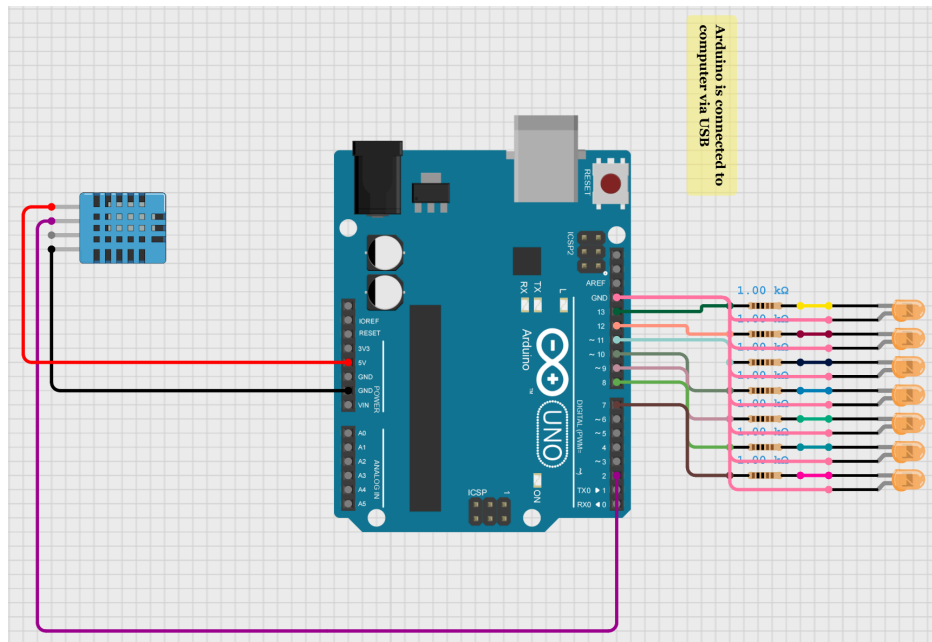 Arduino is connected to
computer via USB
RESET
ICSP2
AREF
GND
13
12
~ 11
~ 10
~ 9
8
7
~ 6
~ 5
4
~ 3
2
TX0 ▶ 1
RX0 ◀ 0
DIGITAL (PWM=
L
TX
RX
Arduino
™
UNO
ON
ICSP
1
IOREF
RESET
3V3
5V
GND
GND
VIN
POWER
A0
A1
A2
A3
A4
A5
ANALOG IN
1.00 kΩ
1.00 kΩ
1.00 kΩ
1.00 kΩ
1.00 kΩ
1.00 kΩ
1.00 kΩ